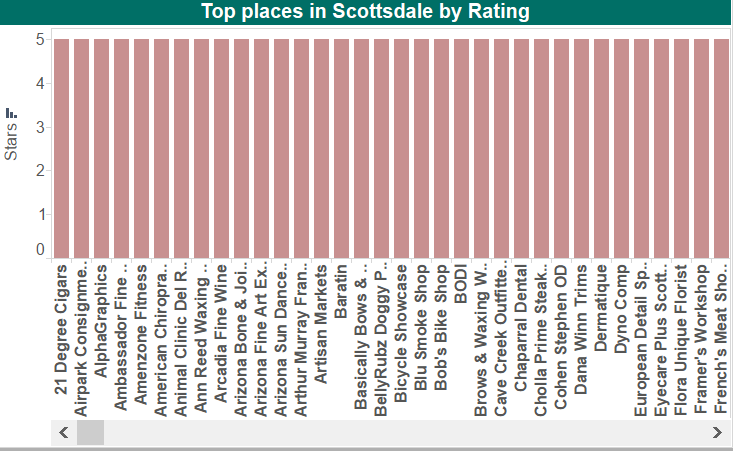 Top places in Scottsdale by Rating
Stars
5
4
3
2
1
0
21 Degree Cigars
Airpark Consignme..
AlphaGraphics
Ambassador Fine ..
Amenzone Fitness
American Chiropra..
Animal Clinic Del R..
Ann Reed Waxing ..
Arcadia Fine Wine
Arizona Bone & Joi..
Arizona Fine Art Ex..
Arizona Sun Dance..
Arthur Murray Fran..
Artisan Markets
Baratin
Basically Bows & ..
BellyRubz Doggy P..
Bicycle Showcase
Blu Smoke Shop
Bob's Bike Shop
BODI
Brows & Waxing W..
Cave Creek Outfitte..
Chaparral Dental
Cholla Prime Steak..
Cohen Stephen OD
Dana Winn Trims
Dermatique
Dyno Comp
European Detail Sp..
Eyecare Plus Scott..
Flora Unique Florist
Framer's Workshop
French's Meat Sho..